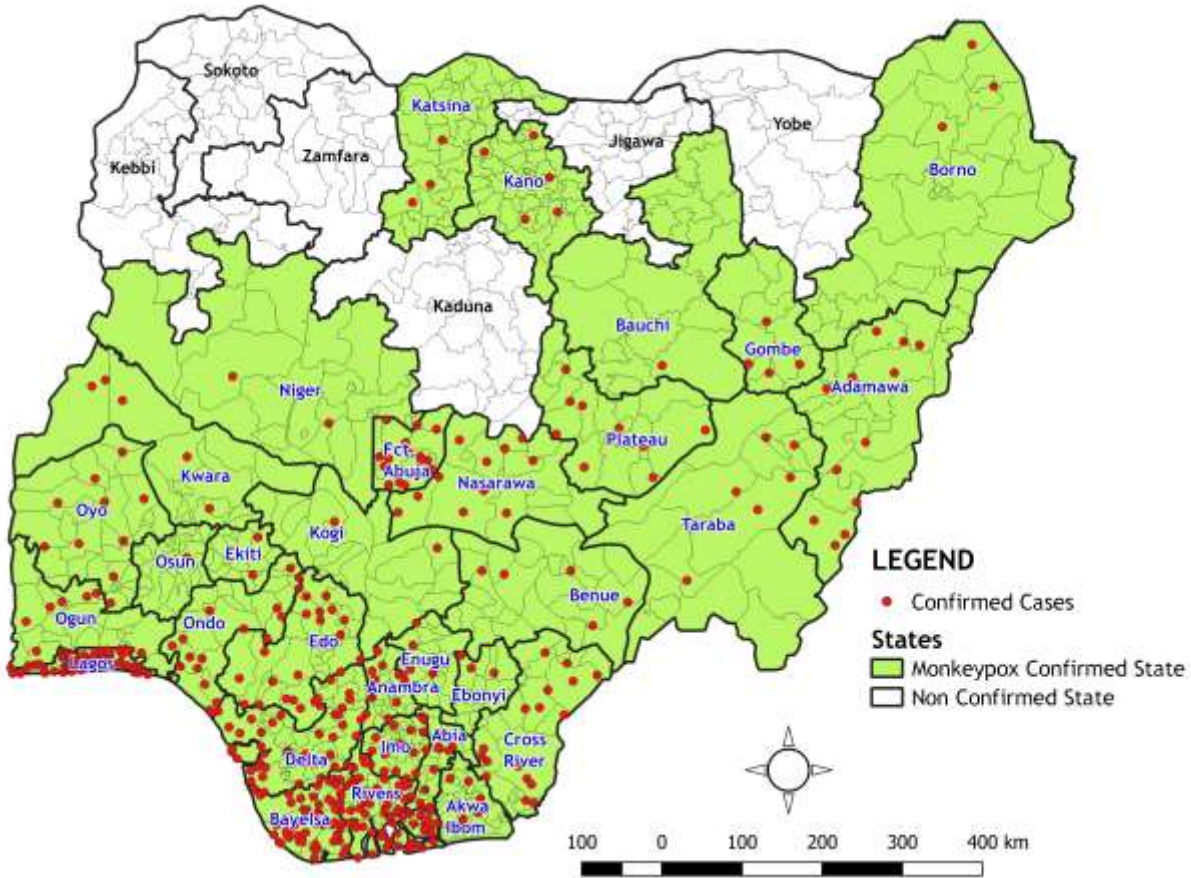 Sokoto
Katsina
Yobe
Jigawa
Zamfara
Kebbi
Borno
Kano
Kaduna
Bauchi
Gombe
Adamawa
Niger
Plateau
Fct,
Abuja
Kwara
Nasarawa
Oyo
Taraba
Kogi
Ekiti
Osun
Benue
Ogun
Ondo
Edo
Lagos
Enugu
Anambra
Ebonyi
Abia
Imo
Cross
River
Delta
Rivers
Akwa
Ibom
Bayelsa
LEGEND
Confirmed Cases
States
Monkeypox Confirmed State
Non Confirmed State
100 0 100 200 300 400 km